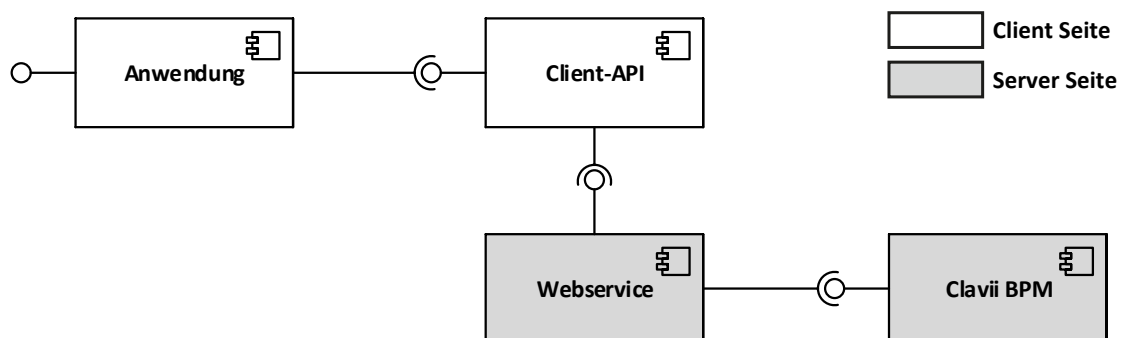 Anwendung
Client-API
Client Seite
Server Seite
Webservice
Clavii BPM